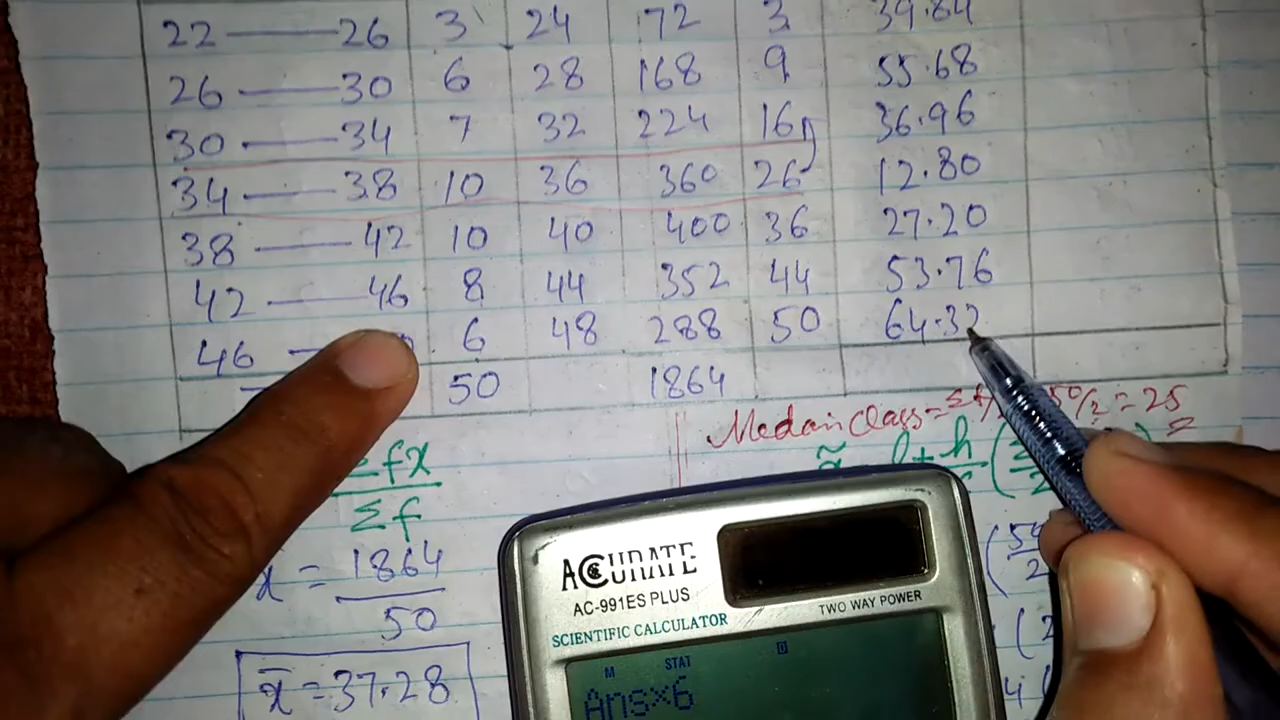 22 — 26 3 24 72 3 39.84
26 — 30 6 28 168 9 55.68
30 — 34 7 32 224 16 36.96
34 — 38 10 36 360 26 12.80
38 — 42 10 40 400 36 27.20
42 — 46 8 44 352 44 53.76
46 — 6 48 288 50 64.32
50 1864
Median Class = Σf/ 50/2 = 25
Σfx
Σf
x̄ = 1864
50
x̄ = 37.28
ACCURATE
AC-991ES PLUS
TWO WAY POWER
SCIENTIFIC CALCULATOR
M STAT D
Ans×6